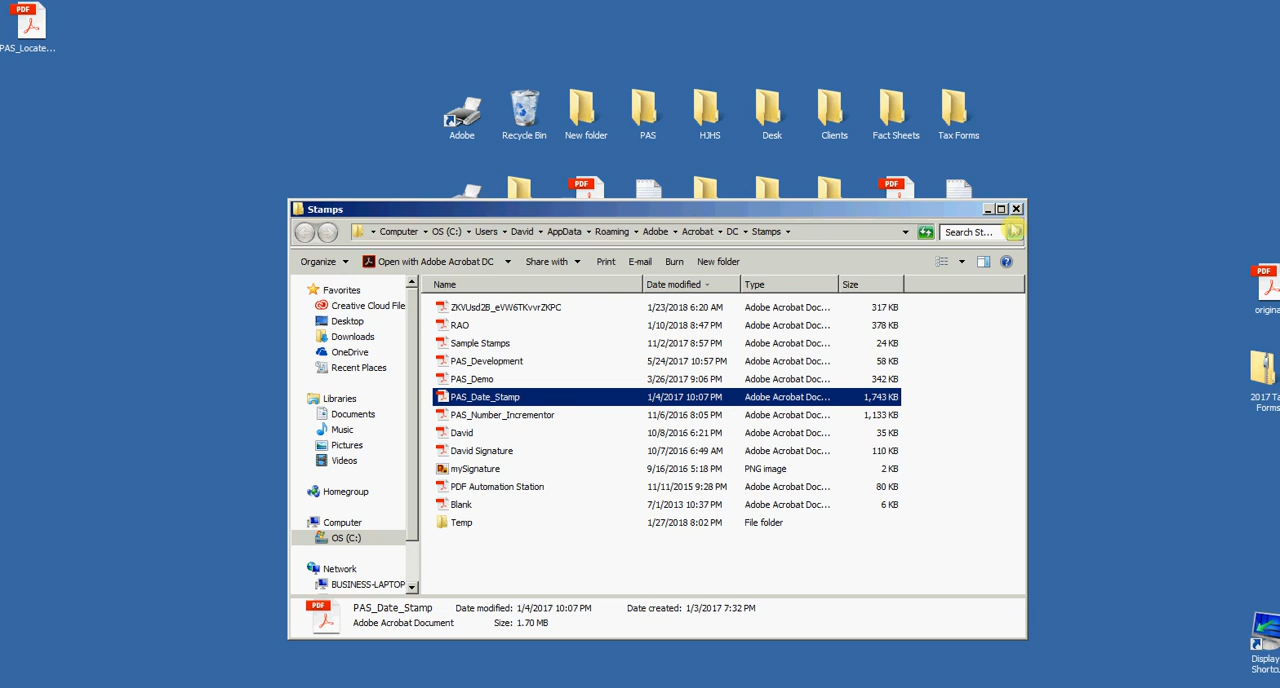 PDF
PAS_Locate...
Adobe
Recycle Bin
New folder
PAS
HJHS
Desk
Clients
Fact Sheets
Tax Forms
PDF
PDF
Stamps
Computer OS (C:) Users David AppData Roaming Adobe Acrobat DC Stamps
Search St...
Organize Open with Adobe Acrobat DC Share with Print E-mail Burn New folder
Name Date modified Type Size
Favorites
Creative Cloud File
Desktop
Downloads
OneDrive
Recent Places
Libraries
Documents
Music
Pictures
Videos
Homegroup
Computer
OS (C:)
Network
BUSINESS-LAPTOP
ZKVUsd2B_eVW6TKvvrZKPC 1/23/2018 6:20 AM Adobe Acrobat Doc... 317 KB
RAO 1/10/2018 8:47 PM Adobe Acrobat Doc... 378 KB
Sample Stamps 11/2/2017 8:57 PM Adobe Acrobat Doc... 24 KB
PAS_Development 5/24/2017 10:57 PM Adobe Acrobat Doc... 58 KB
PAS_Demo 3/26/2017 9:06 PM Adobe Acrobat Doc... 342 KB
PAS_Date_Stamp 1/4/2017 10:07 PM Adobe Acrobat Doc... 1,743 KB
PAS_Number_Incrementor 11/6/2016 8:05 PM Adobe Acrobat Doc... 1,133 KB
David 10/8/2016 6:21 PM Adobe Acrobat Doc... 35 KB
David Signature 10/7/2016 6:49 AM Adobe Acrobat Doc... 110 KB
mySignature 9/16/2016 5:18 PM PNG image 2 KB
PDF Automation Station 11/11/2015 9:28 PM Adobe Acrobat Doc... 80 KB
Blank 7/1/2013 10:37 PM Adobe Acrobat Doc... 6 KB
Temp 1/27/2018 8:02 PM File folder
PDF
PAS_Date_Stamp Date modified: 1/4/2017 10:07 PM Date created: 1/3/2017 7:32 PM
Adobe Acrobat Document Size: 1.70 MB
PDF
origina
2017 Ta
Forms
Display
Shortcu